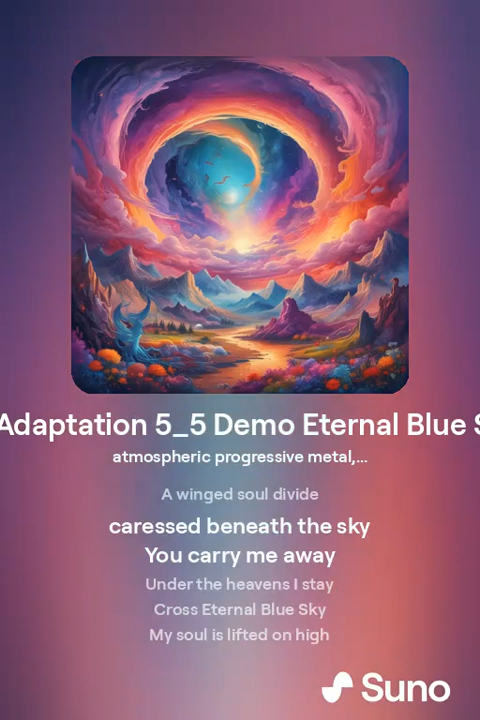 Adaptation 5_5 Demo Eternal Blue S
atmospheric progressive metal,...
A winged soul divide
caressed beneath the sky
You carry me away
Under the heavens I stay
Cross Eternal Blue Sky
My soul is lifted on high
Suno